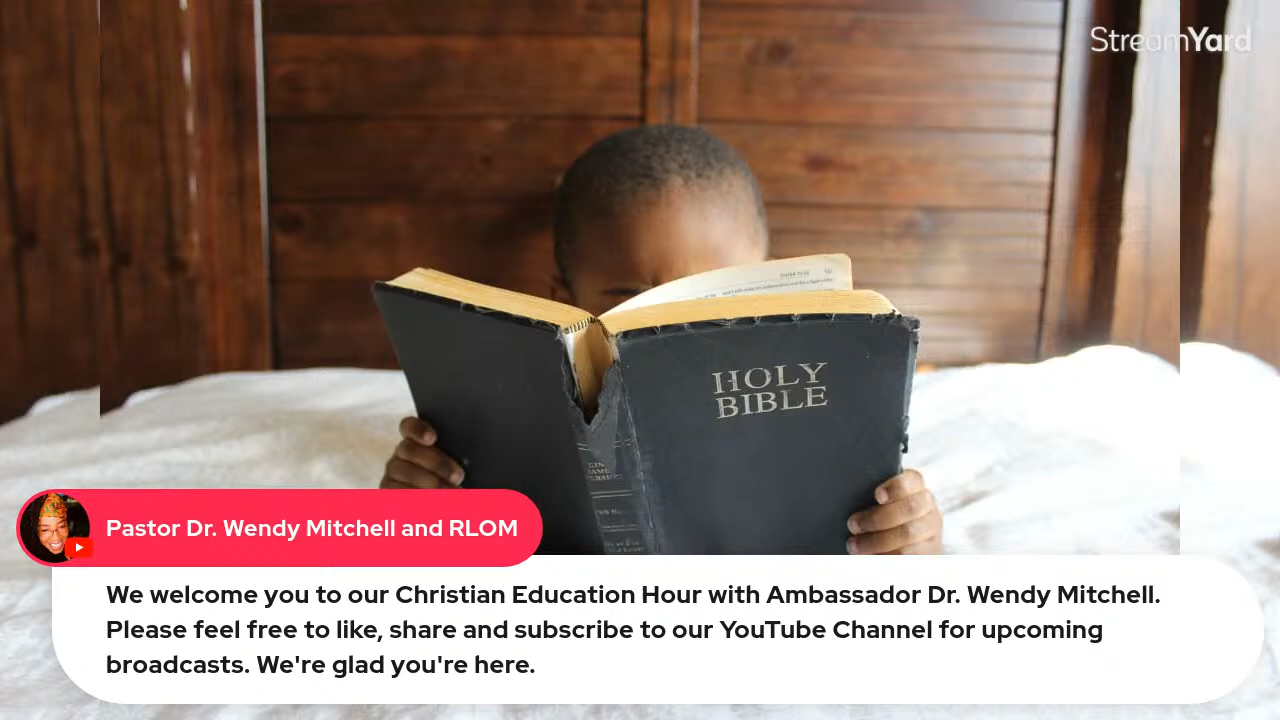 StreamYard
HOLY
BIBLE
Pastor Dr. Wendy Mitchell and RLOM
We welcome you to our Christian Education Hour with Ambassador Dr. Wendy Mitchell.
Please feel free to like, share and subscribe to our YouTube Channel for upcoming
broadcasts. We're glad you're here.